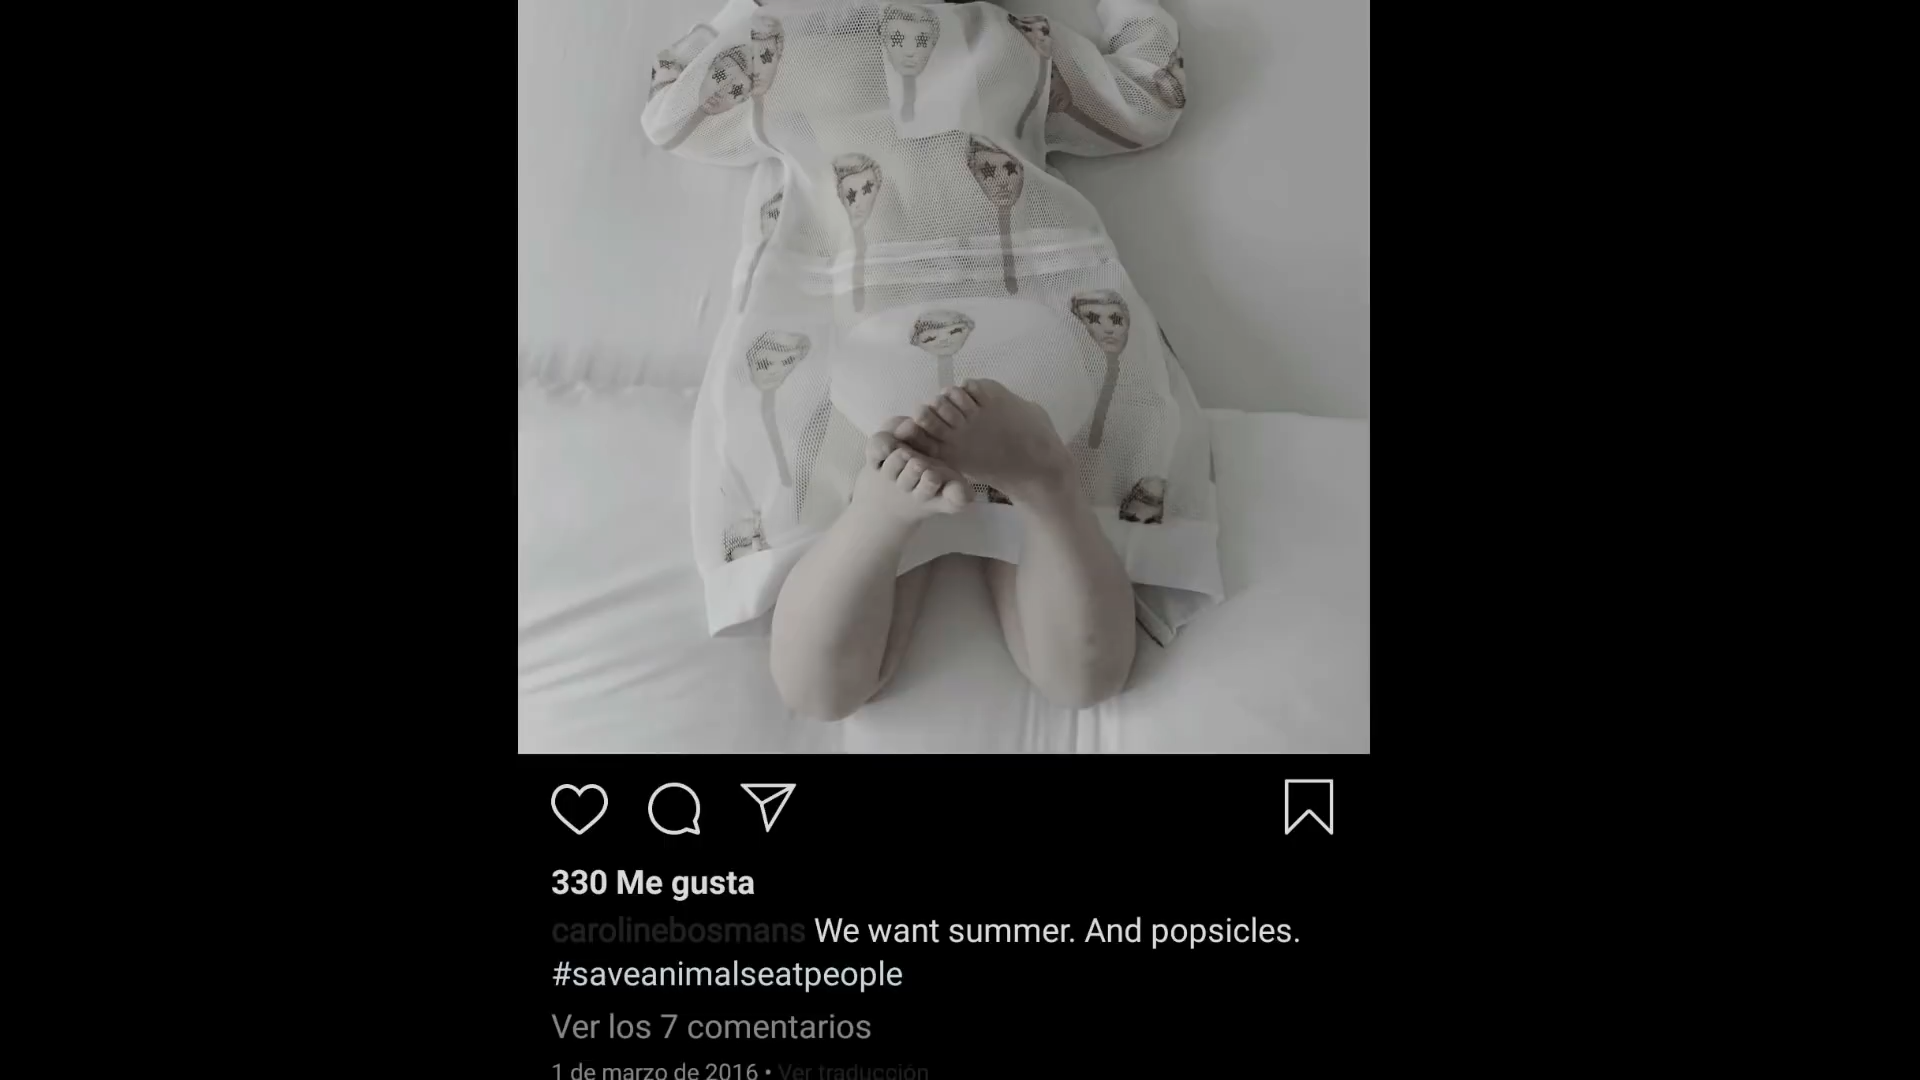 330 Me gusta
carolinebosmans We want summer. And popsicles.
#saveanimalseatpeople
Ver los 7 comentarios
1 de marzo de 2016 • Ver traducción